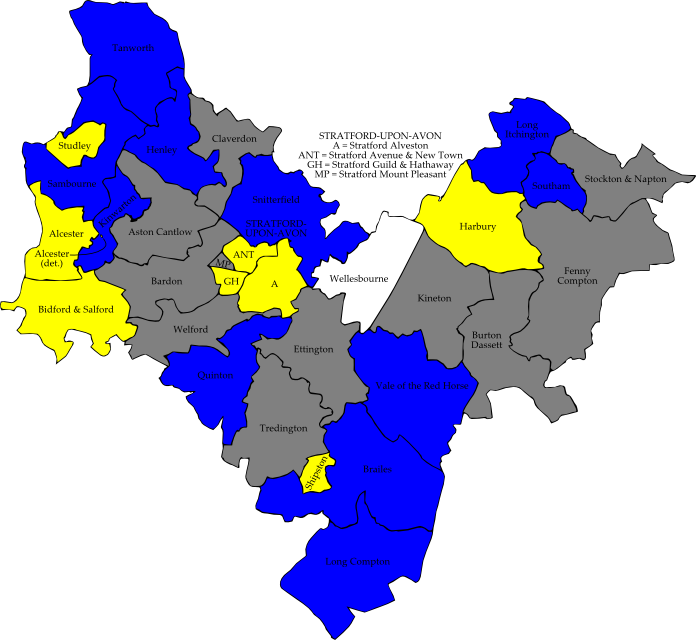 Tanworth
Studley
Henley
Claverdon
STRATFORD-UPON-AVON
A = Stratford Alveston
ANT = Stratford Avenue & New Town
GH = Stratford Guild & Hathaway
MP = Stratford Mount Pleasant
Long
Itchington
Sambourne
Kinwarton
Snitterfield
Southam
Stockton & Napton
Alcester
Aston Cantlow
STRATFORD-
UPON-AVON
Harbury
Alcester
(det.)
ANT
MP
GH
A
Wellesbourne
Fenny
Compton
Bardon
Bidford & Salford
Kineton
Welford
Ettington
Burton
Dassett
Quinton
Vale of the Red Horse
Tredington
Shipston
Brailes
Long Compton